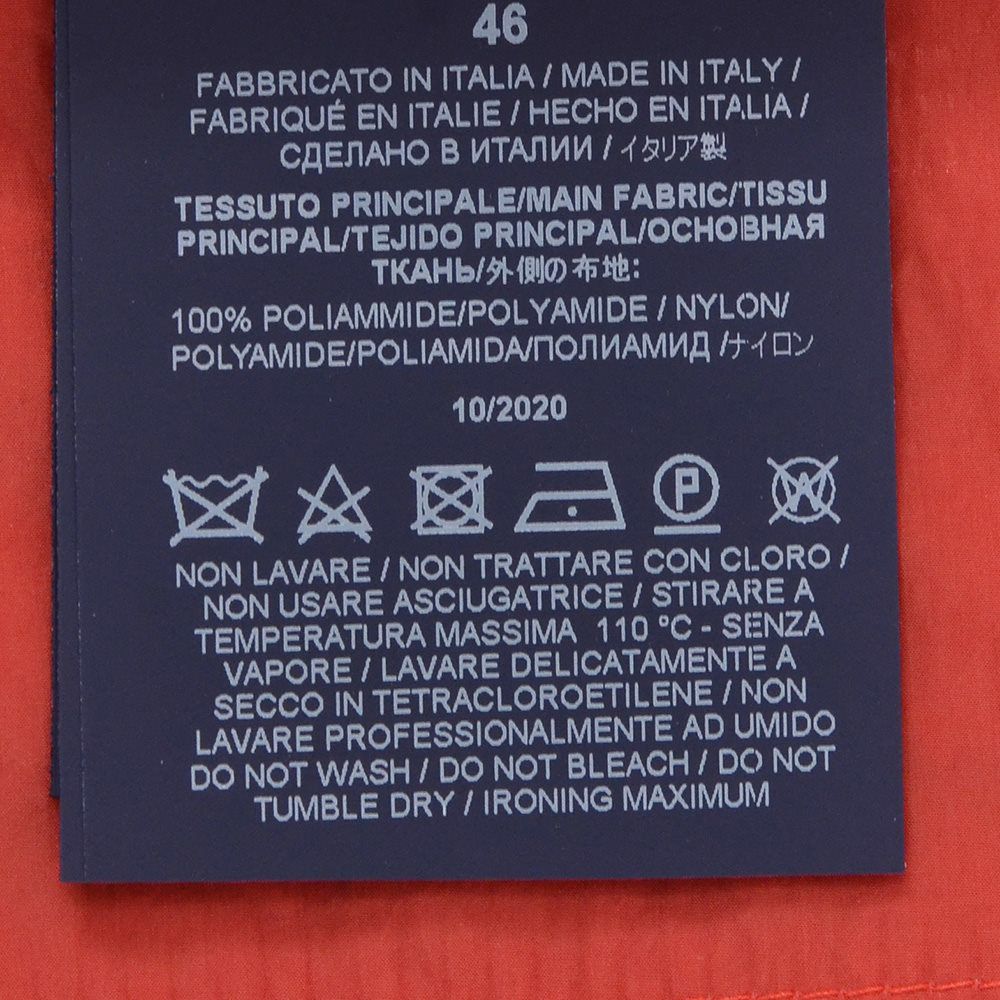 46
FABBRICATO IN ITALIA / MADE IN ITALY /
FABRIQUÉ EN ITALIE / HECHO EN ITALIA /
СДЕЛАНО В ИТАЛИИ / イタリア製
TESSUTO PRINCIPALE/MAIN FABRIC/TISSU
PRINCIPAL/TEJIDO PRINCIPAL/ОСНОВНАЯ
ТКАНЬ/外側の布地:
100% POLIAMMIDE/POLYAMIDE / NYLON/
POLYAMIDE/POLIAMIDA/ПОЛИАМИД /ナイロン
10/2020
P W
NON LAVARE / NON TRATTARE CON CLORO /
NON USARE ASCIUGATRICE / STIRARE A
TEMPERATURA MASSIMA 110 °C - SENZA
VAPORE / LAVARE DELICATAMENTE A
SECCO IN TETRACLOROETILENE / NON
LAVARE PROFESSIONALMENTE AD UMIDO
DO NOT WASH / DO NOT BLEACH / DO NOT
TUMBLE DRY / IRONING MAXIMUM